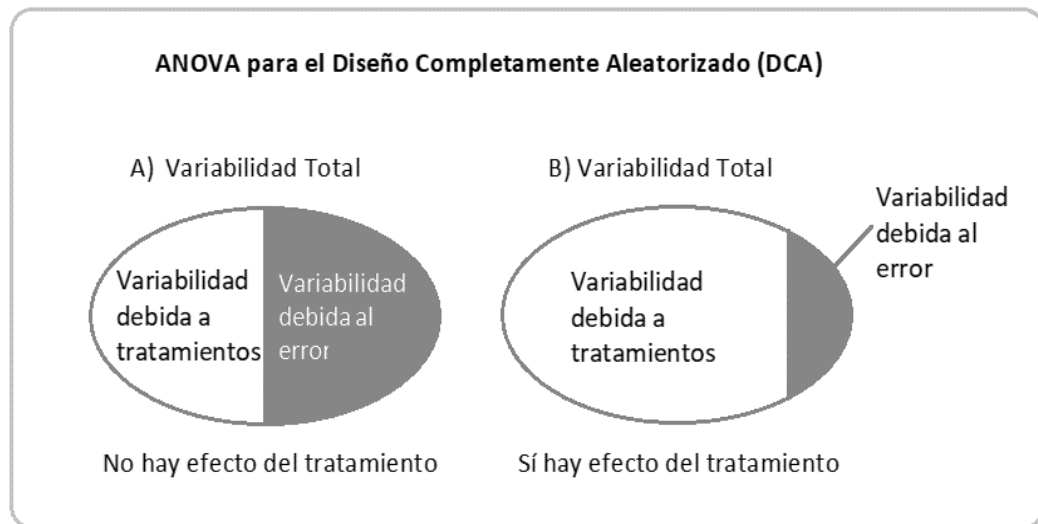 ANOVA para el Diseño Completamente Aleatorizado (DCA)
A) Variabilidad Total
Variabilidad
debida a
tratamientos
Variabilidad
debida al
error
No hay efecto del tratamiento
B) Variabilidad Total
Variabilidad
debida a
tratamientos
Variabilidad
debida al
error
Sí hay efecto del tratamiento